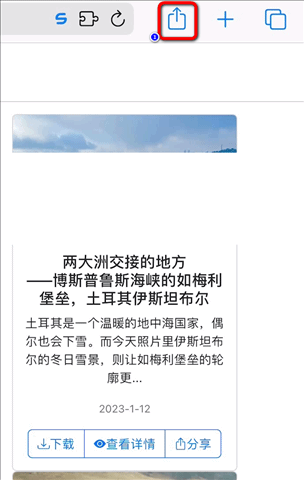 S
1
两大洲交接的地方
——博斯普鲁斯海峡的如梅利
堡垒，土耳其伊斯坦布尔
土耳其是一个温暖的地中海国家，偶
尔也会下雪。而今天照片里伊斯坦布
尔的冬日雪景，则让如梅利堡垒的轮
廓更...
2023-1-12
下载 查看详情 分享